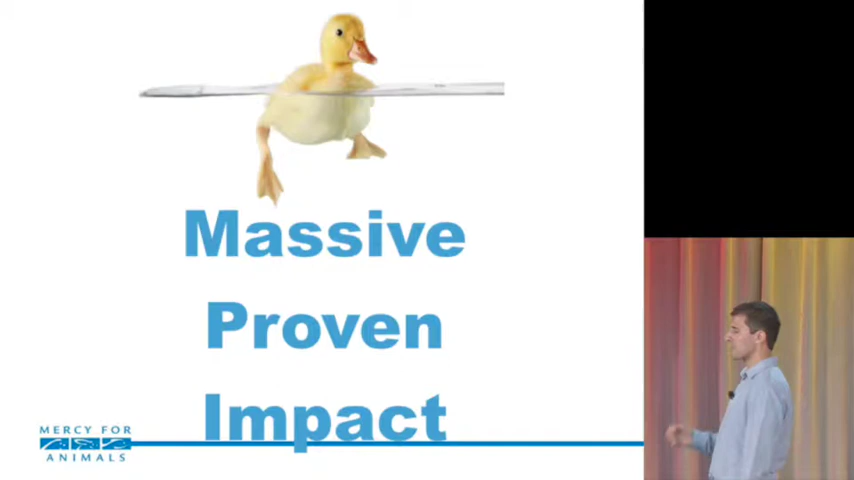 Massive
Proven
Impact
MERCY FOR
ANIMALS